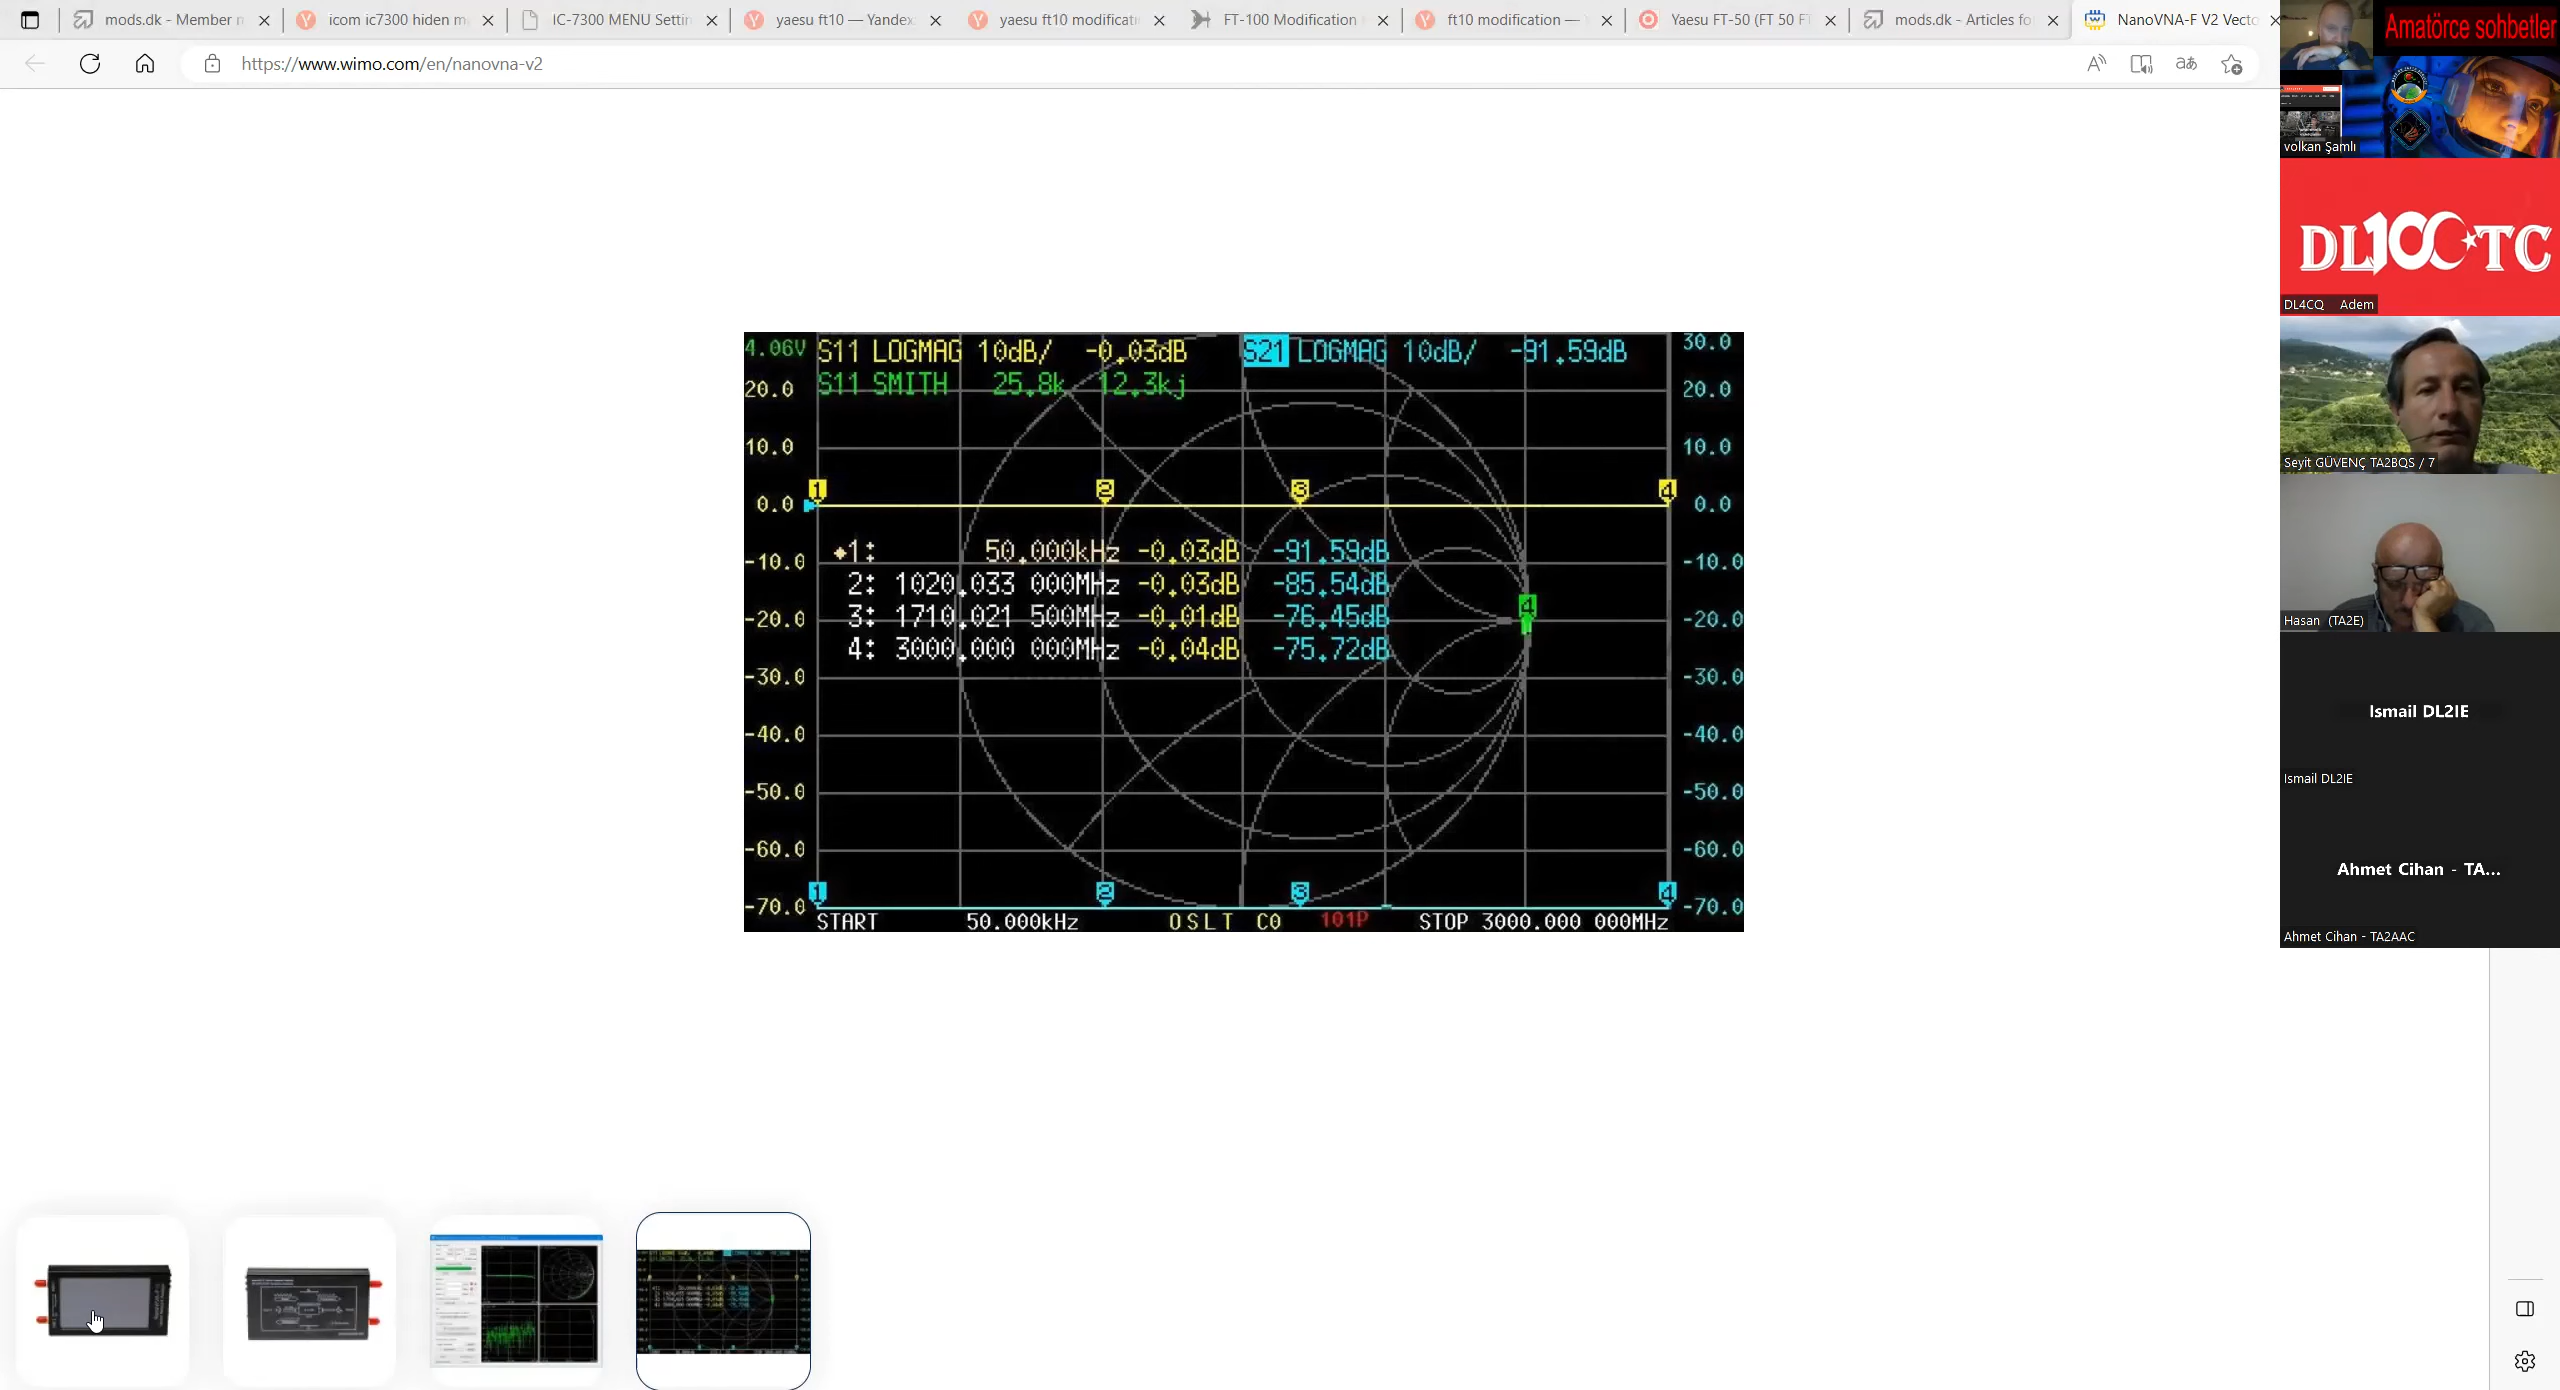 mods.dk - Member
icom ic7300 hiden m
IC-7300 MENU Settin
yaesu ft10 — Yandex
yaesu ft10 modificati
FT-100 Modification
ft10 modification —
Yaesu FT-50 (FT 50 F
mods.dk - Articles fo
NanoVNA-F V2 Vecto
https://www.wimo.com/en/nanovna-v2
Amatörce sohbetler
volkan Şamlı
DL100TC
DL4CQ Adem
Seyit GÜVENÇ TA2BQS / 7
Hasan (TA2E)
Ismail DL2IE
Ismail DL2IE
Ahmet Cihan - TA...
Ahmet Cihan - TA2AAC
4.06V S11 LOGMAG 10dB/ -0.03dB S21 LOGMAG 10dB/ -91.59dB 30.0
S11 SMITH 25.8k 12.3kj
20.0 20.0
10.0 10.0
1 2 3 4
0.0 0.0
1: 50.000kHz -0.03dB -91.59dB
-10.0 -10.0
2: 1020.033 000MHz -0.03dB -85.54dB
3: 1710.021 500MHz -0.01dB -76.45dB
4
-20.0 -20.0
4: 3000.000 000MHz -0.04dB -75.72dB
-30.0 -30.0
-40.0 -40.0
-50.0 -50.0
-60.0 -60.0
1 2 3 4
-70.0 -70.0
START 50.000kHz OSLT C0 101P STOP 3000.000 000MHz